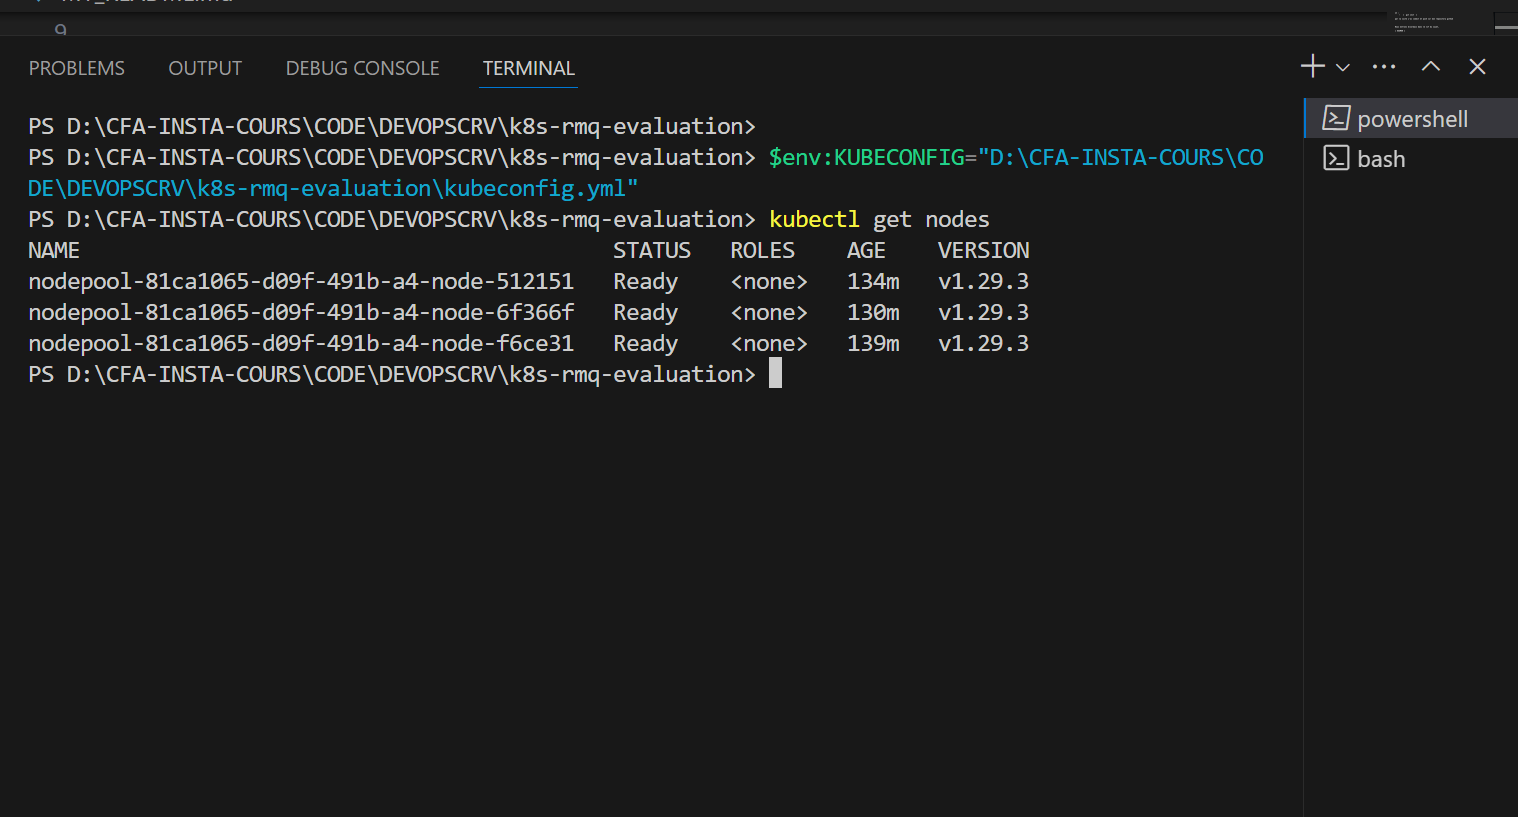 9
PROBLEMS OUTPUT DEBUG CONSOLE TERMINAL
PS D:\CFA-INSTA-COURS\CODE\DEVOPSCRV\k8s-rmq-evaluation>
PS D:\CFA-INSTA-COURS\CODE\DEVOPSCRV\k8s-rmq-evaluation> $env:KUBECONFIG="D:\CFA-INSTA-COURS\CO
DE\DEVOPSCRV\k8s-rmq-evaluation\kubeconfig.yml"
PS D:\CFA-INSTA-COURS\CODE\DEVOPSCRV\k8s-rmq-evaluation> kubectl get nodes
NAME STATUS ROLES AGE VERSION
nodepool-81ca1065-d09f-491b-a4-node-512151 Ready <none> 134m v1.29.3
nodepool-81ca1065-d09f-491b-a4-node-6f366f Ready <none> 130m v1.29.3
nodepool-81ca1065-d09f-491b-a4-node-f6ce31 Ready <none> 139m v1.29.3
PS D:\CFA-INSTA-COURS\CODE\DEVOPSCRV\k8s-rmq-evaluation>
powershell
bash